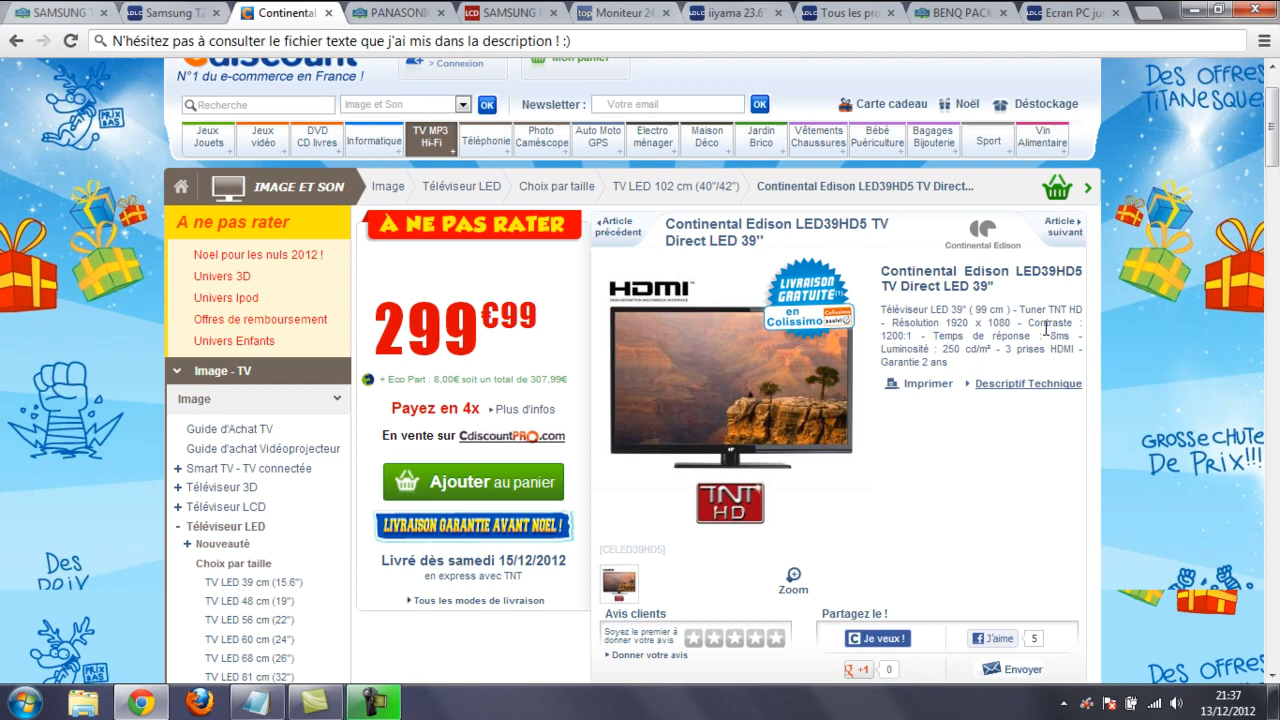 SAMSUNG T
Samsung T2
Continental
PANASONIC
SAMSUNG L
Moniteur 24
iiyama 23.6"
Tous les pro
BENQ PACK
Ecran PC jus
N'hésitez pas à consulter le fichier texte que j'ai mis dans la description ! :)
Cdiscount
N°1 du e-commerce en France !
> Connexion
Mon panier
Recherche
Image et Son
OK
Newsletter :
Votre email
OK
Carte cadeau
Noël
Déstockage
Jeux Jouets
Jeux vidéo
DVD CD livres
Informatique
TV MP3 Hi-Fi
Téléphonie
Photo Caméscope
Auto Moto GPS
Electro ménager
Maison Déco
Jardin Brico
Vêtements Chaussures
Bébé Puériculture
Bagages Bijouterie
Sport
Vin Alimentaire
IMAGE ET SON
Image
Téléviseur LED
Choix par taille
TV LED 102 cm (40"/42")
Continental Edison LED39HD5 TV Direct...
A ne pas rater
Noel pour les nuls 2012 !
Univers 3D
Univers Ipod
Offres de remboursement
Univers Enfants
Image - TV
Image
Guide d'Achat TV
Guide d'achat Vidéoprojecteur
+ Smart TV - TV connectée
+ Téléviseur 3D
+ Téléviseur LCD
- Téléviseur LED
+ Nouveauté
Choix par taille
TV LED 39 cm (15.6")
TV LED 48 cm (19")
TV LED 56 cm (22")
TV LED 60 cm (24")
TV LED 68 cm (26")
TV LED 81 cm (32")
À NE PAS RATER
299€99
+ Eco Part : 8,00€ soit un total de 307,99€
Payez en 4x
Plus d'infos
En vente sur CdiscountPRO.com
Ajouter au panier
LIVRAISON GARANTIE AVANT NOEL !
Livré dès samedi 15/12/2012
en express avec TNT
Tous les modes de livraison
Article précédent
Continental Edison LED39HD5 TV
Direct LED 39''
Continental Edison
Article suivant
HDMI
HIGH-DEFINITION MULTIMEDIA INTERFACE
LIVRAISON
GRATUITE
en
Colissimo
TNT
HD
Continental Edison LED39HD5
TV Direct LED 39"
Téléviseur LED 39" ( 99 cm ) - Tuner TNT HD
- Résolution 1920 x 1080 - Contraste :
1200:1 - Temps de réponse : 8ms -
Luminosité : 250 cd/m² - 3 prises HDMI -
Garantie 2 ans
Imprimer
Descriptif Technique
[CELED39HD5]
Zoom
Avis clients
Soyez le premier à
donner votre avis
Donner votre avis
Partagez le !
Je veux !
J'aime
5
+1
0
Envoyer
PRIX BAS
DES OFFRES
TITANESQUES
GROSSE CHUTE
DE PRIX!!!
DES
PRIX BAS
DES OFFRES
21:37
13/12/2012